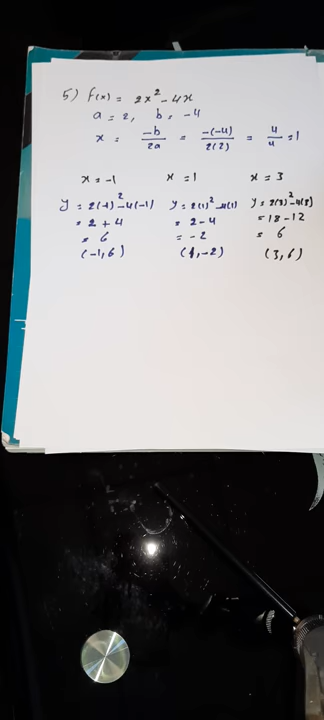 5) f(x) = 2x² - 4x
a = 2, b, -4
x = -b/2a = -(-4)/2(2) = 4/4 = 1
x = -1 x = 1 x = 3
y = 2(-1)² - 4(-1) y = 2(1)² - 4(1) y = 2(3)² - 4(3)
= 2 + 4 = 2 - 4 = 18 - 12
= 6 = -2 = 6
(-1, 6) (1, -2) (3, 6)